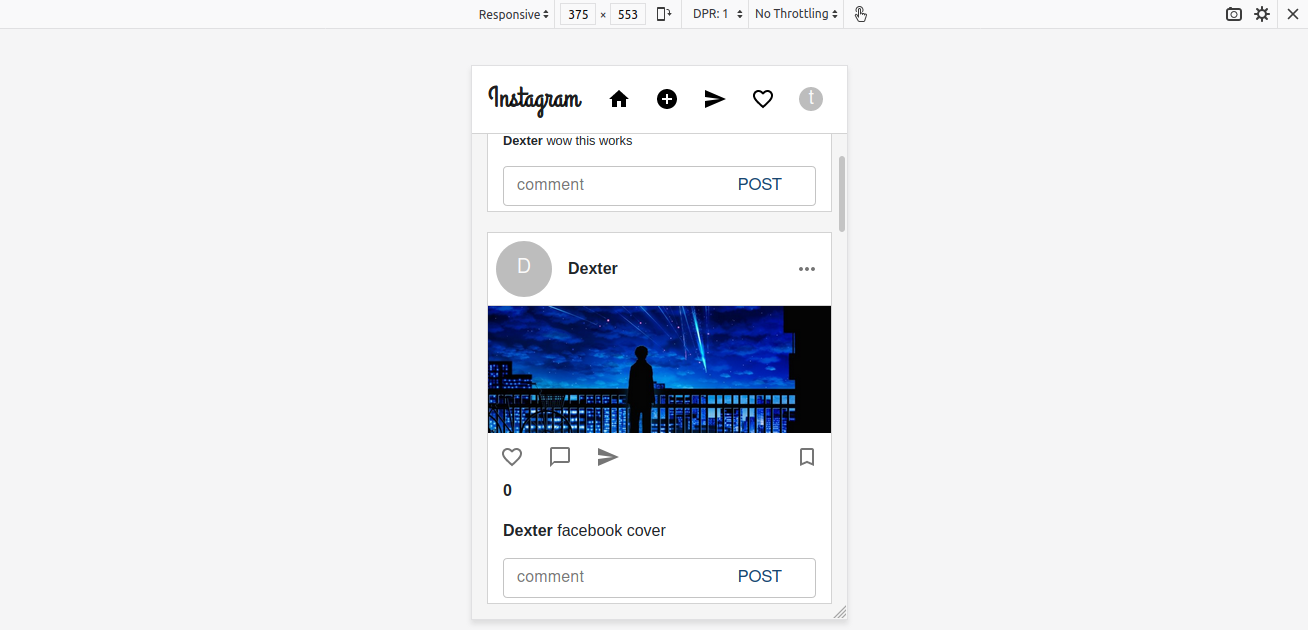 Responsive 375 × 553 DPR: 1 No Throttling
Instagram t
Dexter wow this works
comment POST
D Dexter
0
Dexter facebook cover
comment POST